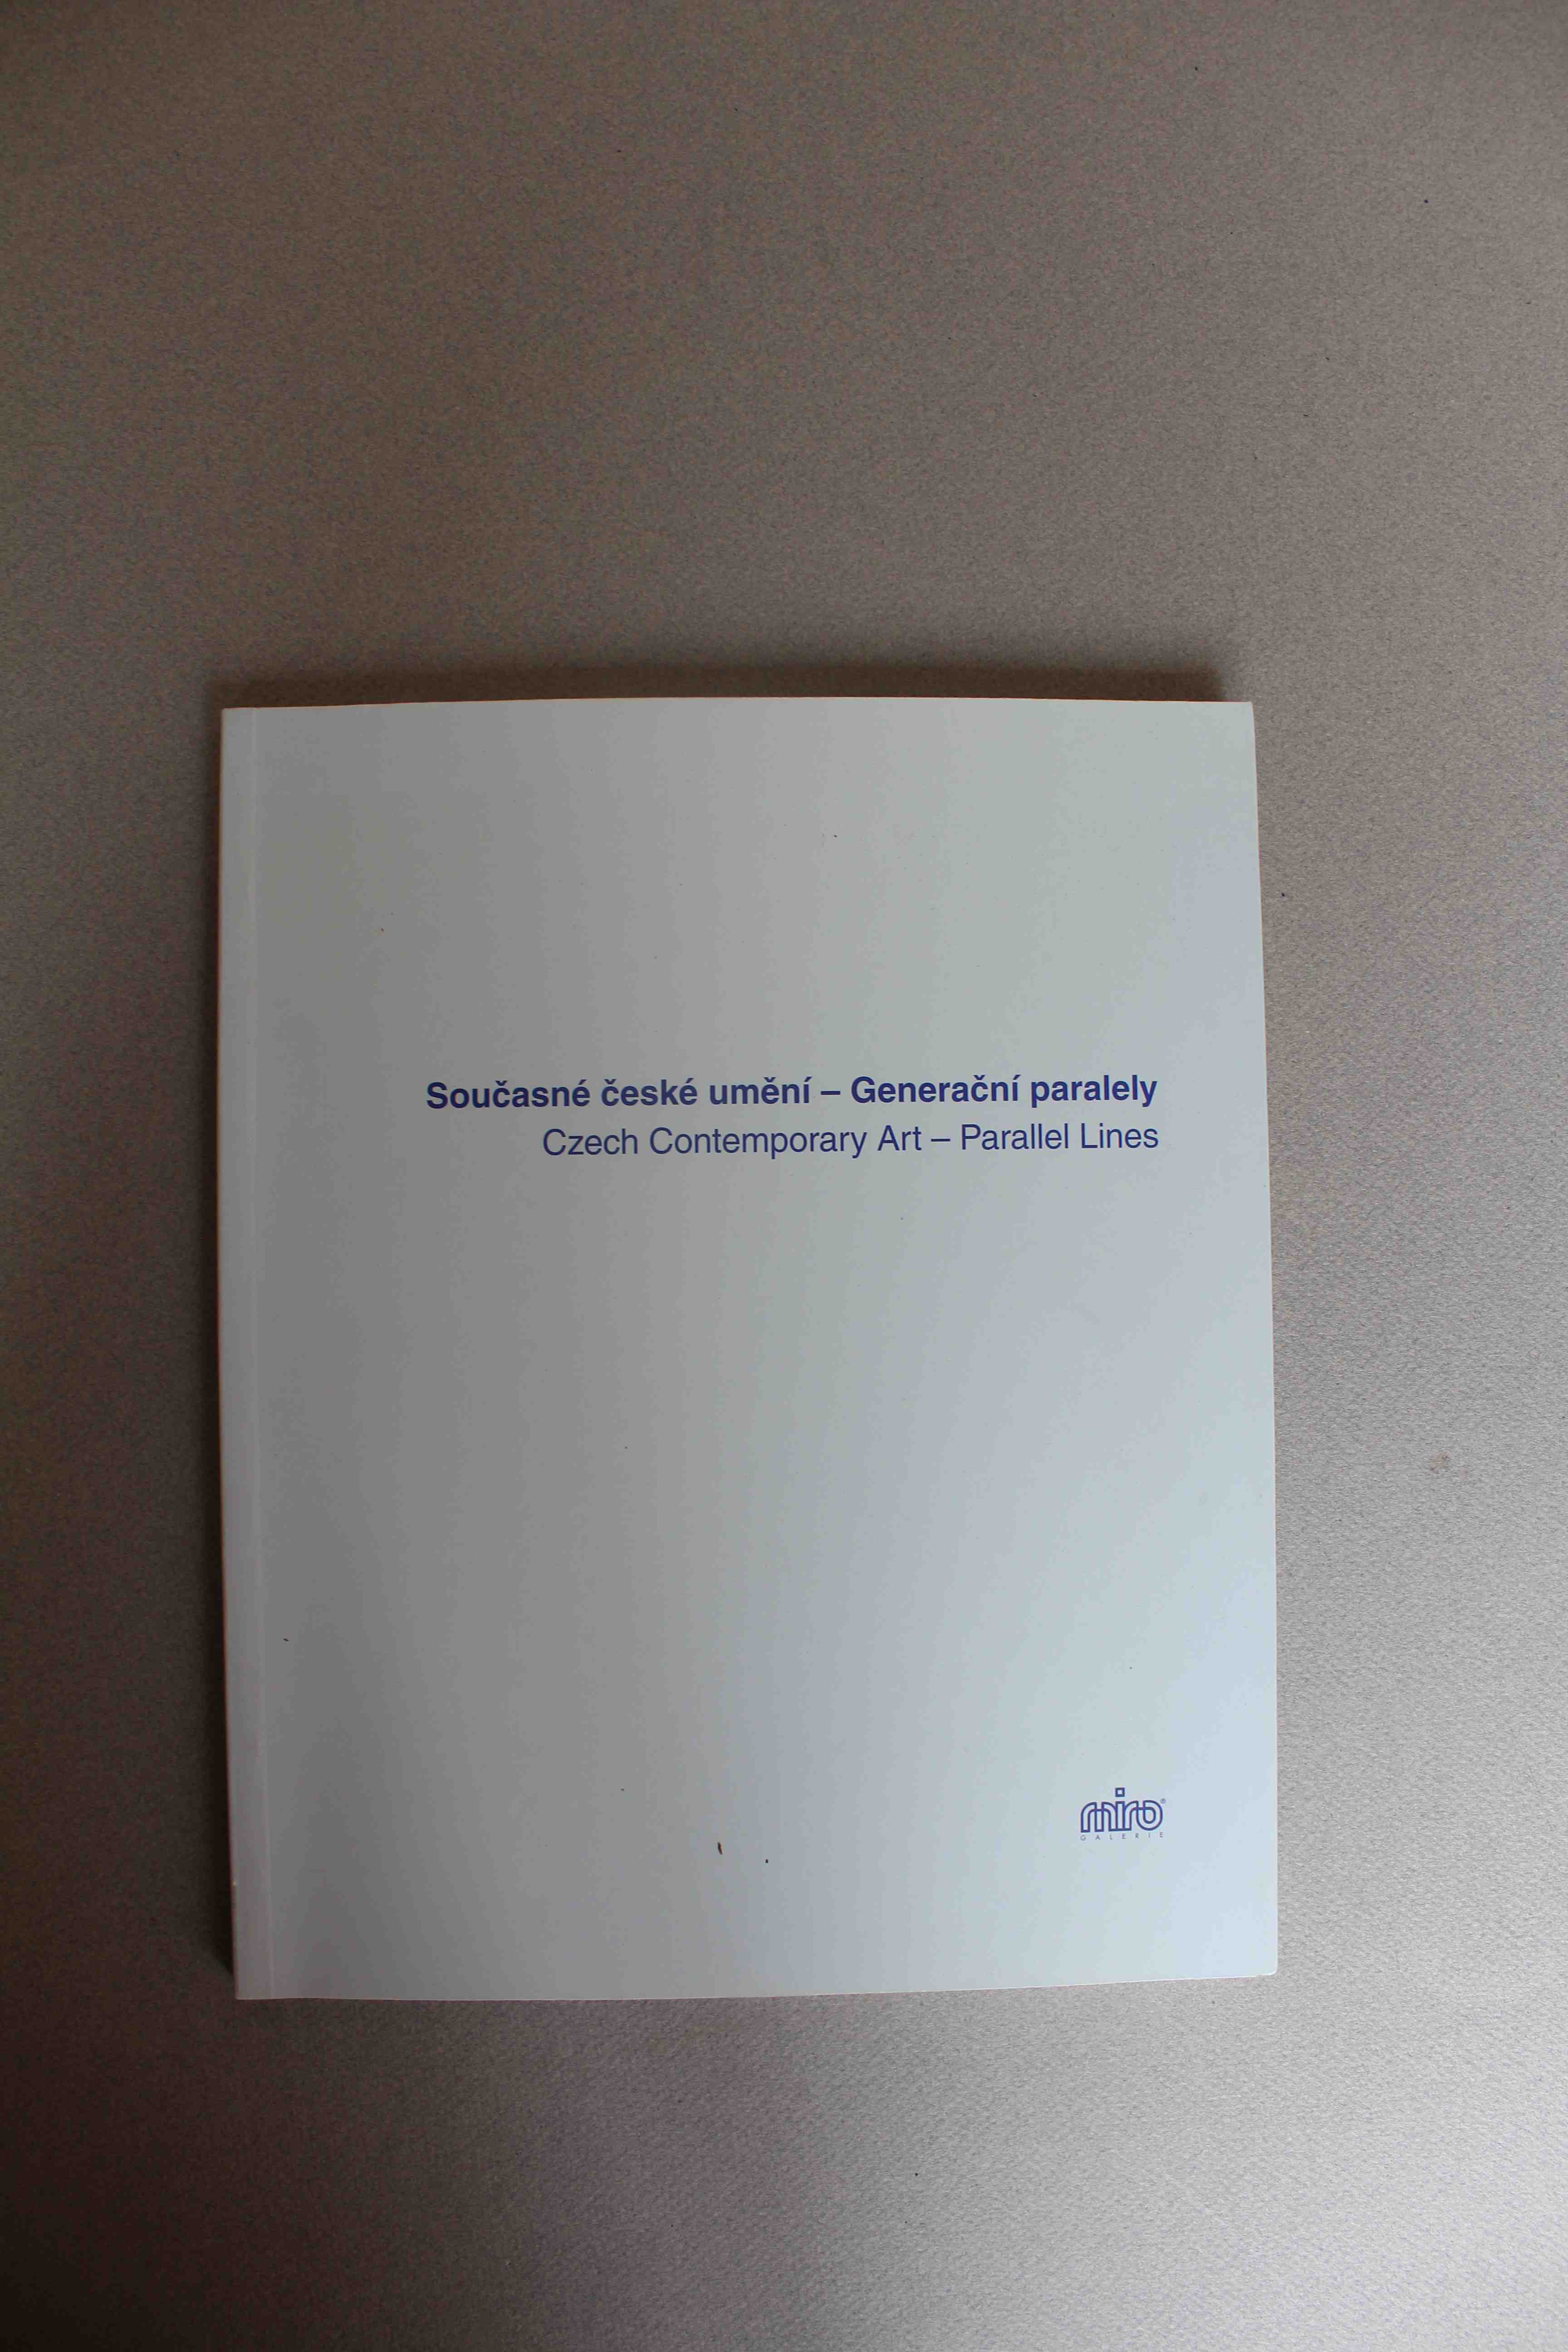 Současné české umění – Generační paralely
Czech Contemporary Art – Parallel Lines
miro®
GALERIE